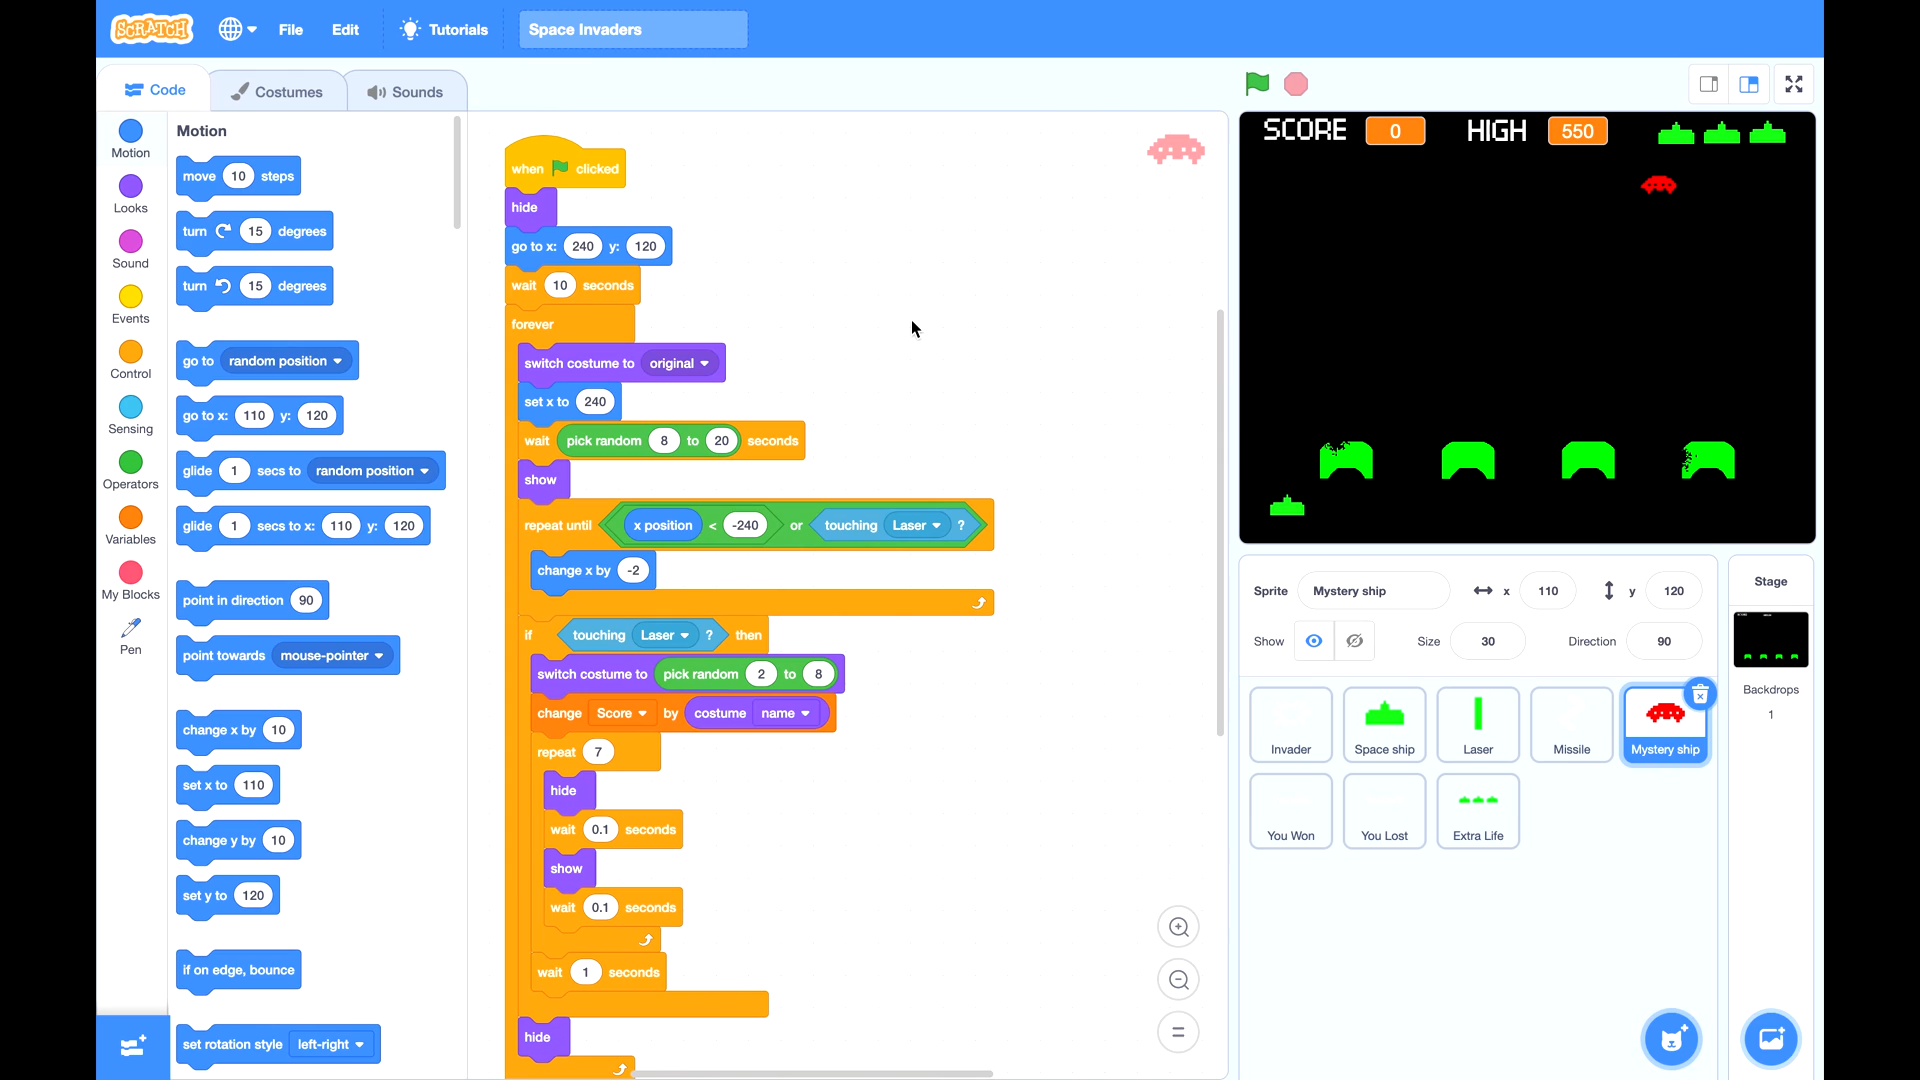 SCRATCH File Edit Tutorials Space Invaders
Code Costumes Sounds
Motion
Looks
Sound
Events
Control
Sensing
Operators
Variables
My Blocks
Pen
Motion
move 10 steps
turn 15 degrees
turn 15 degrees
go to random position
go to x: 110 y: 120
glide 1 secs to random position
glide 1 secs to x: 110 y: 120
point in direction 90
point towards mouse-pointer
change x by 10
set x to 110
change y by 10
set y to 120
if on edge, bounce
set rotation style left-right
when clicked
hide
go to x: 240 y: 120
wait 10 seconds
forever
switch costume to original
set x to 240
wait pick random 8 to 20 seconds
show
repeat until x position < -240 or touching Laser ?
change x by -2
if touching Laser ? then
switch costume to pick random 2 to 8
change Score by costume name
repeat 7
hide
wait 0.1 seconds
show
wait 0.1 seconds
wait 1 seconds
hide
SCORE 0 HIGH 550
Sprite Mystery ship x 110 y 120
Show Size 30 Direction 90
Invader Space ship Laser Missile Mystery ship
You Won You Lost Extra Life
Stage
Backdrops
1